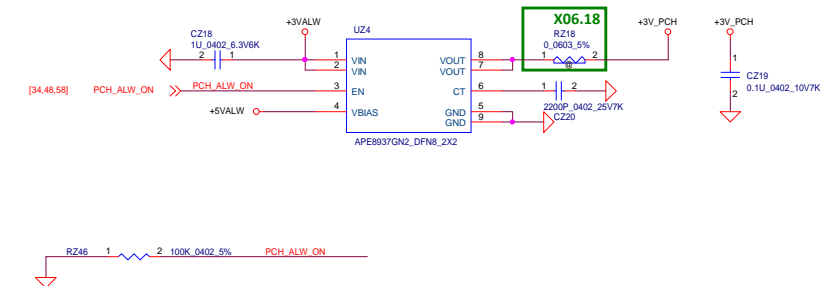 X06.18
+3VALW
+3V_PCH
+3V_PCH
CZ18
1U_0402_6.3V6K
2 1
UZ4
RZ18
0_0603_5%
1 2
@
1 VIN
2 VIN
VOUT 8
VOUT 7
[34,48,58] PCH_ALW_ON PCH_ALW_ON 3 EN
CT 6
1 2
2200P_0402_25V7K
CZ20
+5VALW 4 VBIAS
GND 5
GND 9
APE8937GN2_DFN8_2X2
1
CZ19
0.1U_0402_10V7K
2
RZ46 1 2 100K_0402_5% PCH_ALW_ON